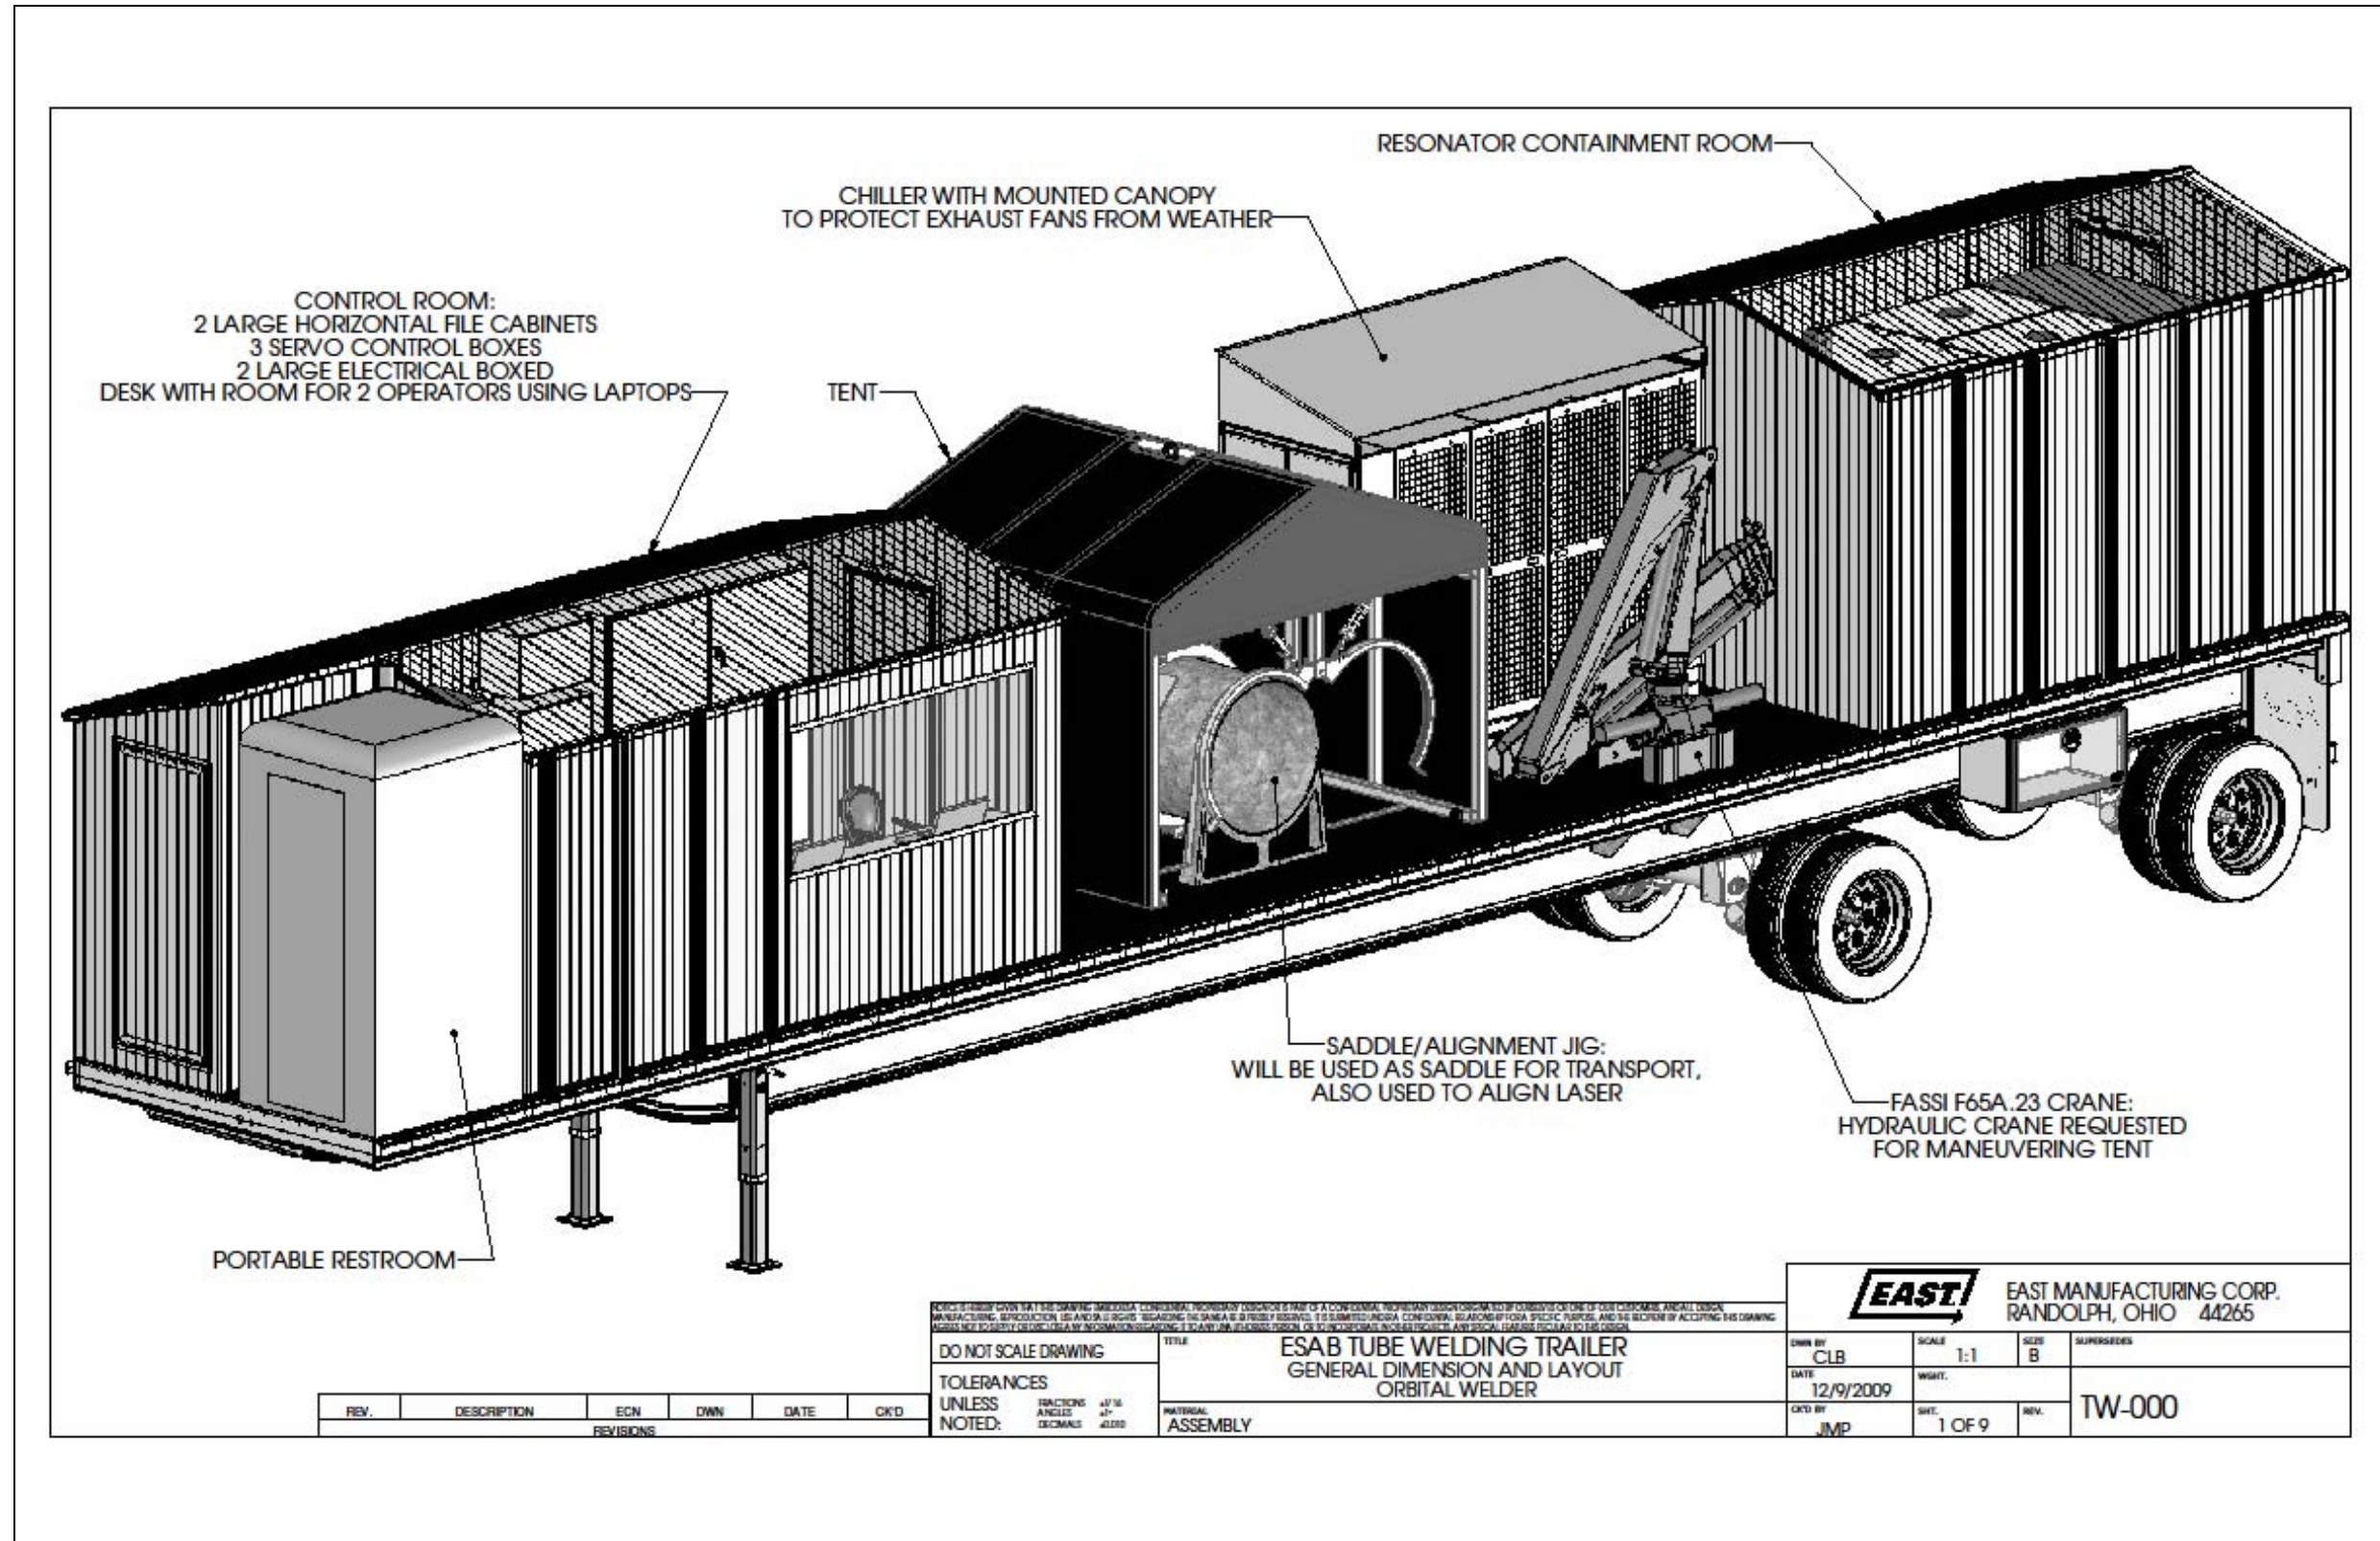 RESONATOR CONTAINMENT ROOM
CHILLER WITH MOUNTED CANOPY
TO PROTECT EXHAUST FANS FROM WEATHER
CONTROL ROOM:
2 LARGE HORIZONTAL FILE CABINETS
3 SERVO CONTROL BOXES
2 LARGE ELECTRICAL BOXED
DESK WITH ROOM FOR 2 OPERATORS USING LAPTOPS
TENT
SADDLE/ALIGNMENT JIG:
WILL BE USED AS SADDLE FOR TRANSPORT,
ALSO USED TO ALIGN LASER
FASSI F65A.23 CRANE:
HYDRAULIC CRANE REQUESTED
FOR MANEUVERING TENT
PORTABLE RESTROOM
EAST
EAST MANUFACTURING CORP.
RANDOLPH, OHIO 44265
DO NOT SCALE DRAWING
TOLERANCES
UNLESS
NOTED:
FRACTIONS
ANGLES
DECIMALS
TITLE
ESAB TUBE WELDING TRAILER
GENERAL DIMENSION AND LAYOUT
ORBITAL WELDER
MATERIAL
ASSEMBLY
DWN BY
CLB
SCALE
1:1
SIZE
B
SUPERSEDES
DATE
12/9/2009
WGHT.
CK'D BY
JMP
SHT.
1 OF 9
REV.
TW-000
REV. DESCRIPTION ECN DWN DATE CK'D
REVISIONS